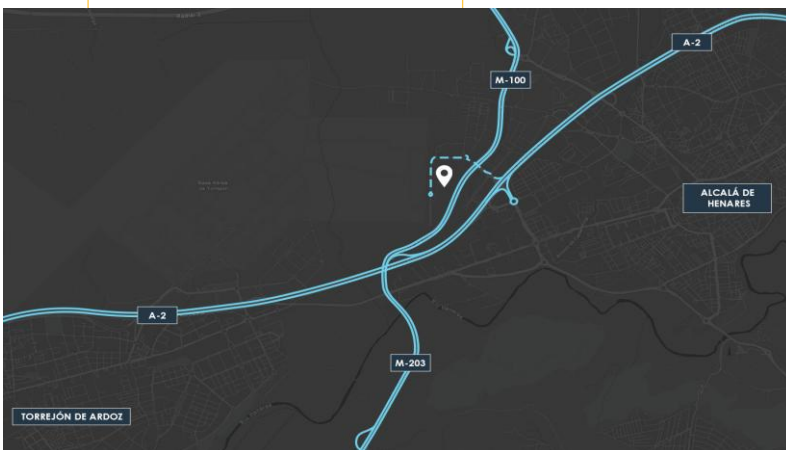 M-100
A-2
ALCALÁ DE
HENARES
A-2
M-203
TORREJÓN DE ARDOZ